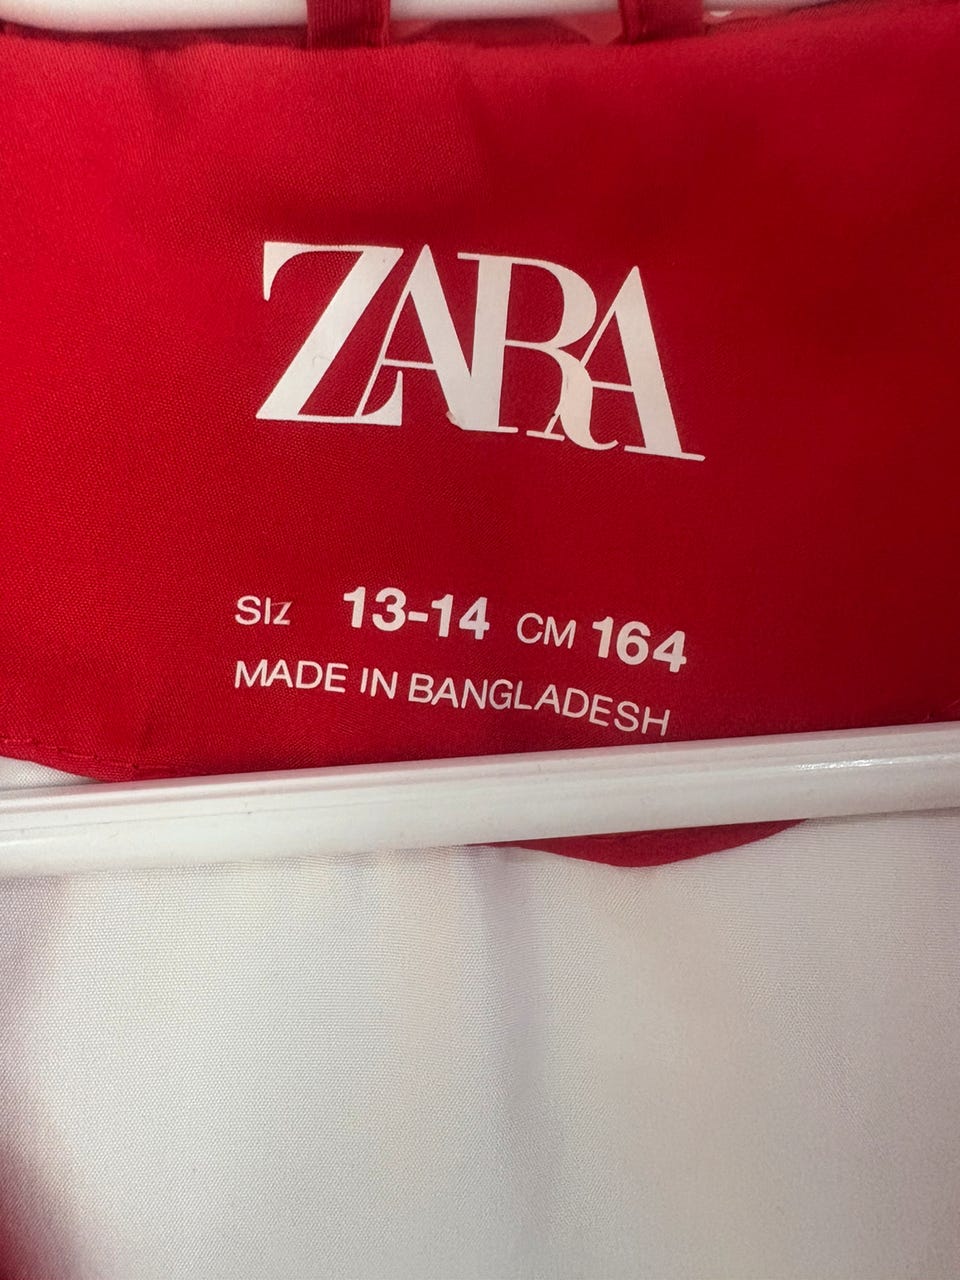 ZARA
SIZ 13-14 CM 164
MADE IN BANGLADESH